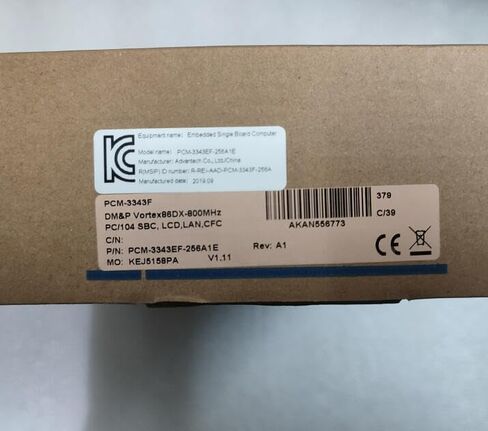 Equipment name: Embedded Single Board Computer
Model name: PCM-3343EF-256A1E
Manufacturer: Advantech Co.,Ltd/China
R(MSIP) ID number: R-REI-AAD-PCM-3343F-256A
Manufactured: 2019.09
PCM-3343F
DM&P Vortex86DX-800MHz
PC/104 SBC, LCD,LAN,CFC
C/N:
P/N: PCM-3343EF-256A1E
Rev: A1
MO: KEJ5158PA
V1.11
AKAN556773
379
C/39
CE